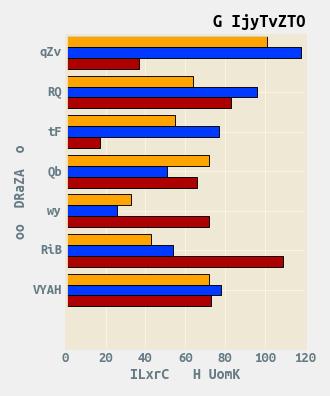 G IjyTvZTO
qZv
RQ
tF
Qb
wy
RiB
VYAH
oo DRaZA o
0 20 40 60 80 100 120
ILxrC H UomK